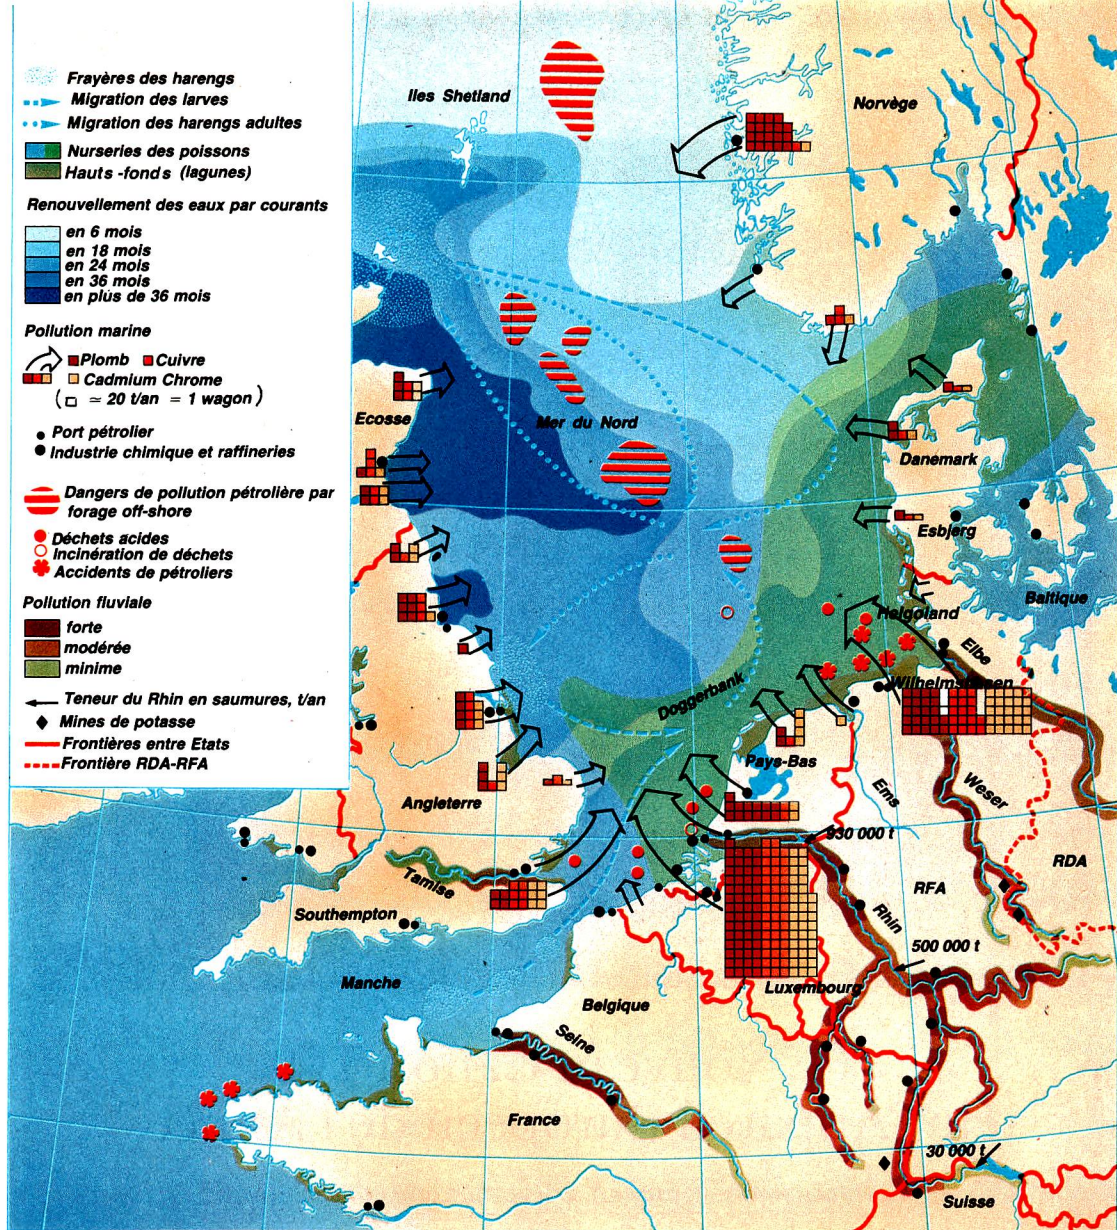 Frayères des harengs
Migration des larves
Migration des harengs adultes
Nurseries des poissons
Hauts-fonds (lagunes)
Renouvellement des eaux par courants
en 6 mois
en 18 mois
en 24 mois
en 36 mois
en plus de 36 mois
Pollution marine
Plomb Cuivre
Cadmium Chrome
( ≃ 20 t/an = 1 wagon )
Port pétrolier
Industrie chimique et raffineries
Dangers de pollution pétrolière par
forage off-shore
Déchets acides
Incinération de déchets
Accidents de pétroliers
Pollution fluviale
forte
modérée
minime
Teneur du Rhin en saumures, t/an
Mines de potasse
Frontières entre Etats
Frontière RDA-RFA
Iles Shetland
Norvège
Ecosse
Mer du Nord
Danemark
Esbjerg
Baltique
Helgoland
Elbe
Wilhelmshafen
Doggerbank
Pays-Bas
Ems
Weser
Angleterre
930 000 t
RDA
RFA
Tamise
Rhin
Southempton
500 000 t
Manche
Luxembourg
Belgique
Seine
France
30 000 t
Suisse